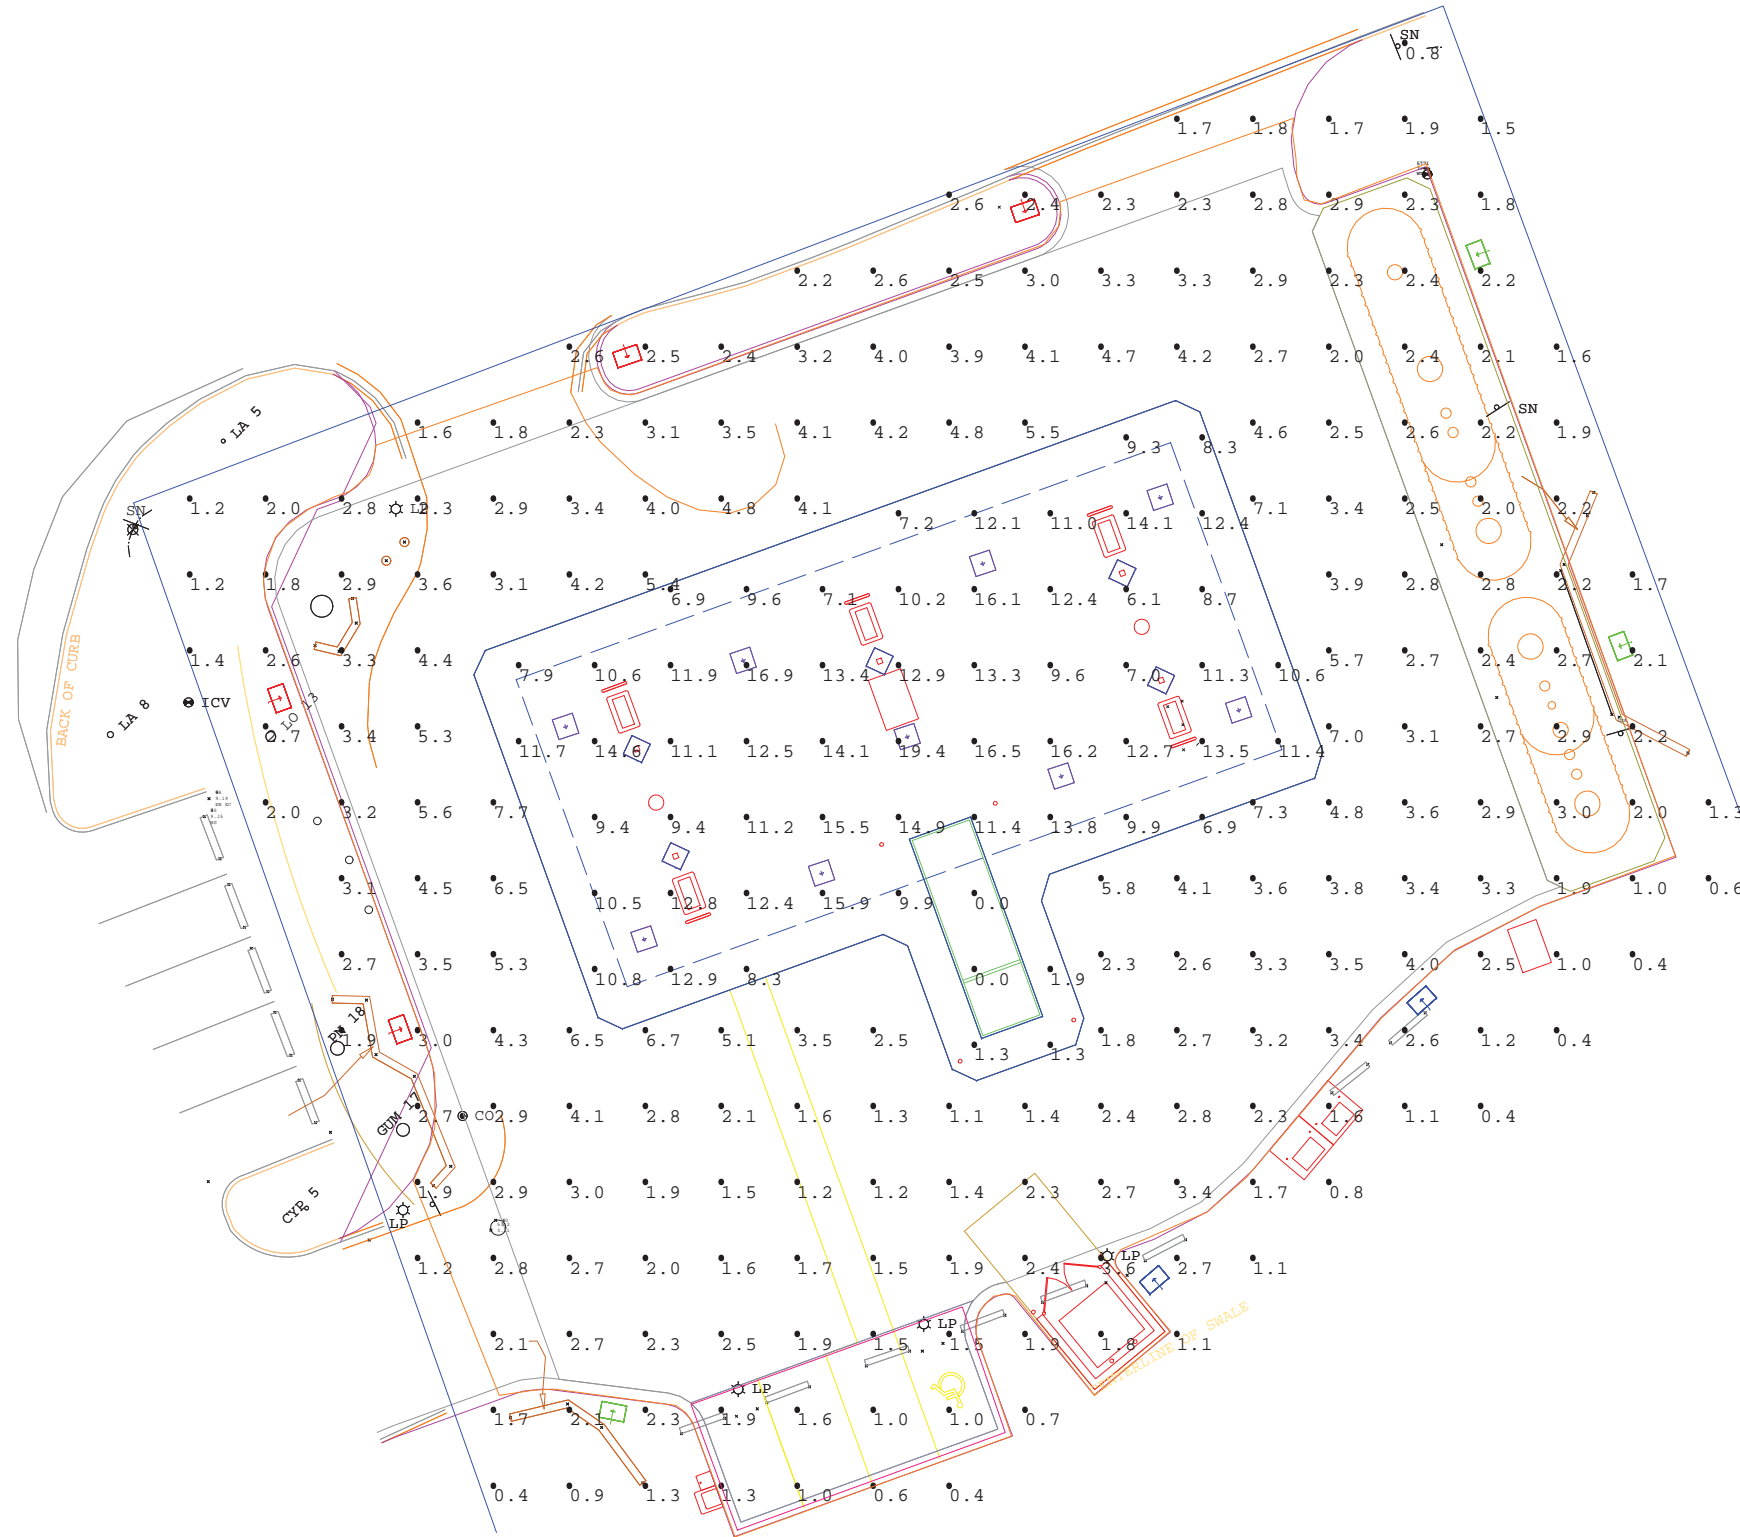 SN
0.8
1.7 1.8 1.7 1.9 1.5
2.6 2.4 2.3 2.3 2.8 2.9 2.3 1.8
2.2 2.6 2.5 3.0 3.3 3.3 2.9 2.3 2.4 2.2
2.6 2.5 2.4 3.2 4.0 3.9 4.1 4.7 4.2 2.7 2.0 2.4 2.1 1.6
SN
LA 5
1.6 1.8 2.3 3.1 3.5 4.1 4.2 4.8 5.5 4.6 2.5 2.6 2.2 1.9
9.3 8.3
1.2 2.0 2.8 LP 2.3 2.9 3.4 4.0 4.8 4.1 7.1 3.4 2.5 2.0 2.2
SN
7.2 12.1 11.0 14.1 12.4
1.2 1.8 2.9 3.6 3.1 4.2 5.4 3.9 2.8 2.8 2.2 1.7
6.9 9.6 7.1 10.2 16.1 12.4 6.1 8.7
1.4 2.6 3.3 4.4 5.7 2.7 2.4 2.7 2.1
7.9 10.6 11.9 16.9 13.4 12.9 13.3 9.6 7.0 11.3 10.6
BACK OF CURB
LA 8
ICV
LO 13
2.7 3.4 5.3 7.0 3.1 2.7 2.9 2.2
11.7 14.6 11.1 12.5 14.1 19.4 16.5 16.2 12.7 13.5 11.4
2.0 3.2 5.6 7.7 7.3 4.8 3.6 2.9 3.0 2.0 1.3
9.4 9.4 11.2 15.5 14.9 11.4 13.8 9.9 6.9
3.1 4.5 6.5 5.8 4.1 3.6 3.8 3.4 3.3 1.9 1.0 0.6
10.5 12.8 12.4 15.9 9.9 0.0
2.7 3.5 5.3 2.3 2.6 3.3 3.5 4.0 2.5 1.0 0.4
10.8 12.9 8.3 0.0 1.9
PN 18
1.9 3.0 4.3 6.5 6.7 5.1 3.5 2.5 1.8 2.7 3.2 3.4 2.6 1.2 0.4
1.3 1.3
GUM 17
2.7 CO 2.9 4.1 2.8 2.1 1.6 1.3 1.1 1.4 2.4 2.8 2.3 1.6 1.1 0.4
1.9 2.9 3.0 1.9 1.5 1.2 1.2 1.4 2.3 2.7 3.4 1.7 0.8
CYP 5
LP
1.2 2.8 2.7 2.0 1.6 1.7 1.5 1.9 2.4 3.6 LP 2.7 1.1
LP
2.1 2.7 2.3 2.5 1.9 1.5 1.5 1.9 1.8 1.1
OF SWALE
LP
1.7 2.1 2.3 1.9 1.6 1.0 1.0 0.7
0.4 0.9 1.3 1.3 1.0 0.6 0.4